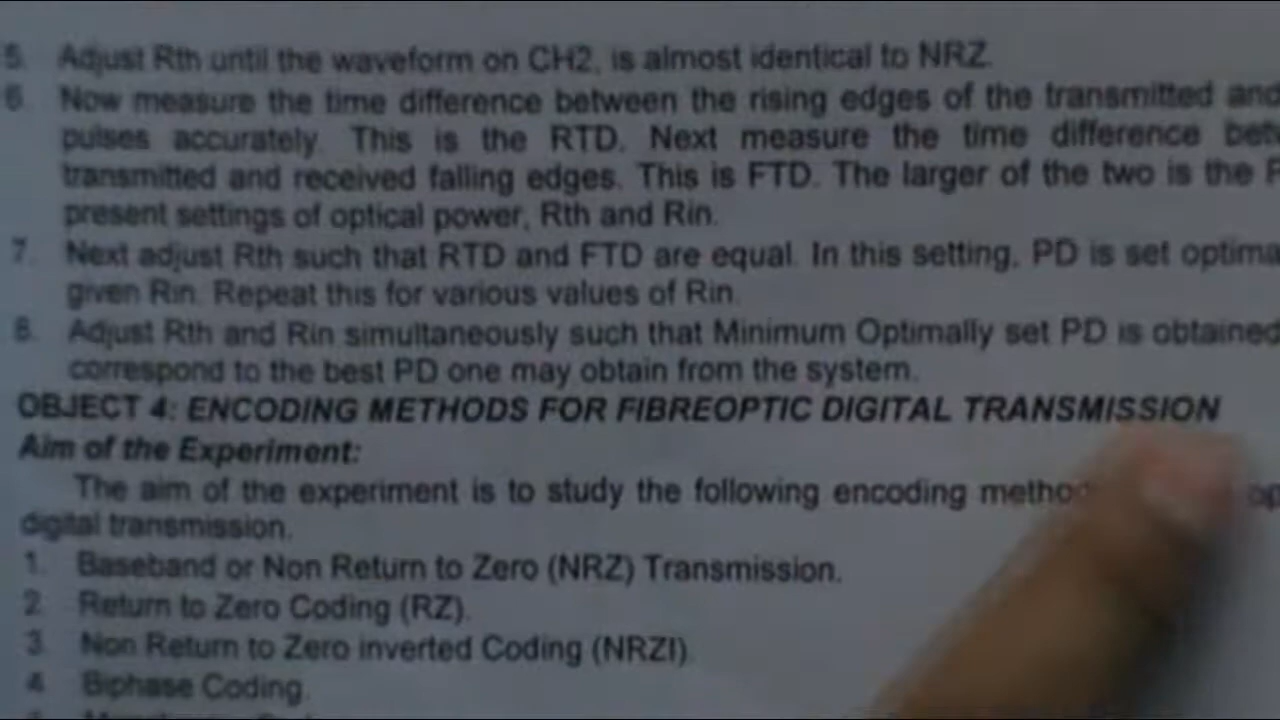 5. Adjust Rth until the waveform on CH2, is almost identical to NRZ.
6. Now measure the time difference between the rising edges of the transmitted and
pulses accurately. This is the RTD. Next measure the time difference
transmitted and received falling edges. This is FTD. The larger of the two is the
present settings of optical power, Rth and Rin.
7. Next adjust Rth such that RTD and FTD are equal. In this setting, PD is set
given Rin. Repeat this for various values of Rin.
8. Adjust Rth and Rin simultaneously such that Minimum Optimally set PD is obtained
correspond to the best PD one may obtain from the system.
OBJECT 4: ENCODING METHODS FOR FIBREOPTIC DIGITAL TRANSMISSION
Aim of the Experiment:
The aim of the experiment is to study the following encoding
digital transmission.
1. Baseband or Non Return to Zero (NRZ) Transmission.
2. Return to Zero Coding (RZ).
3. Non Return to Zero inverted Coding (NRZI).
4. Biphase Coding.